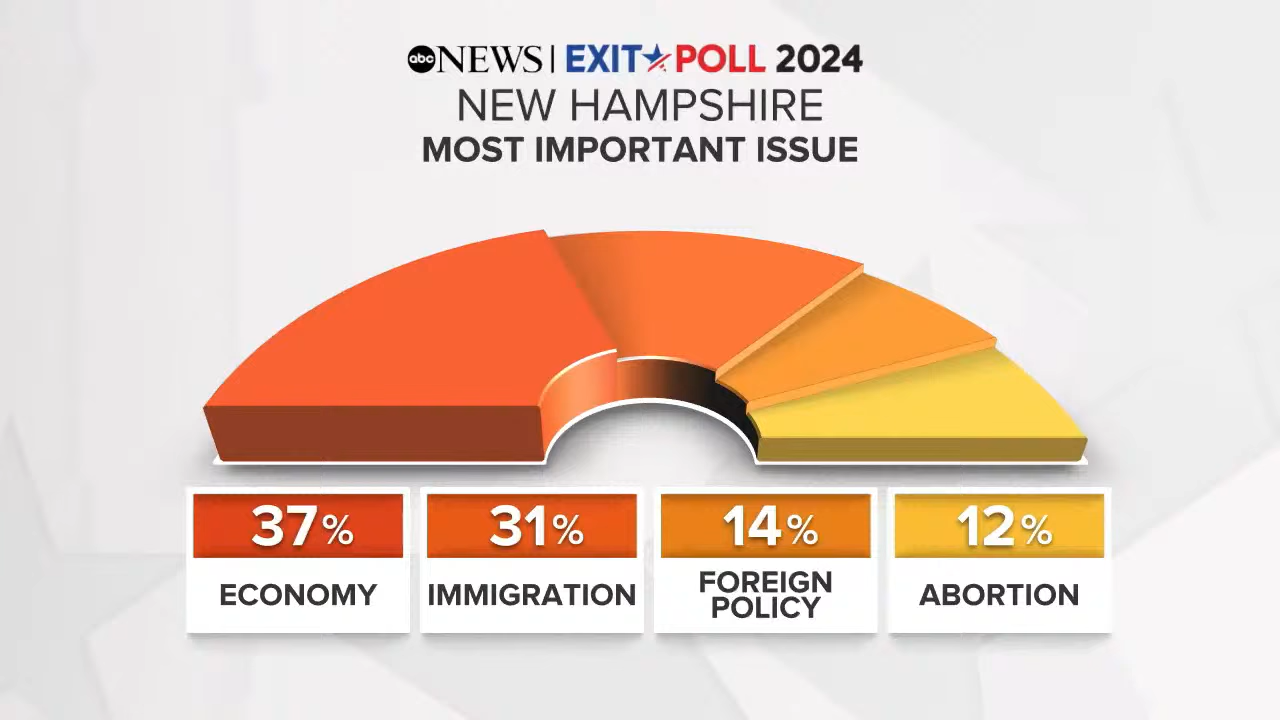 abc NEWS | EXIT POLL 2024
NEW HAMPSHIRE
MOST IMPORTANT ISSUE
37%
ECONOMY
31%
IMMIGRATION
14%
FOREIGN
POLICY
12%
ABORTION